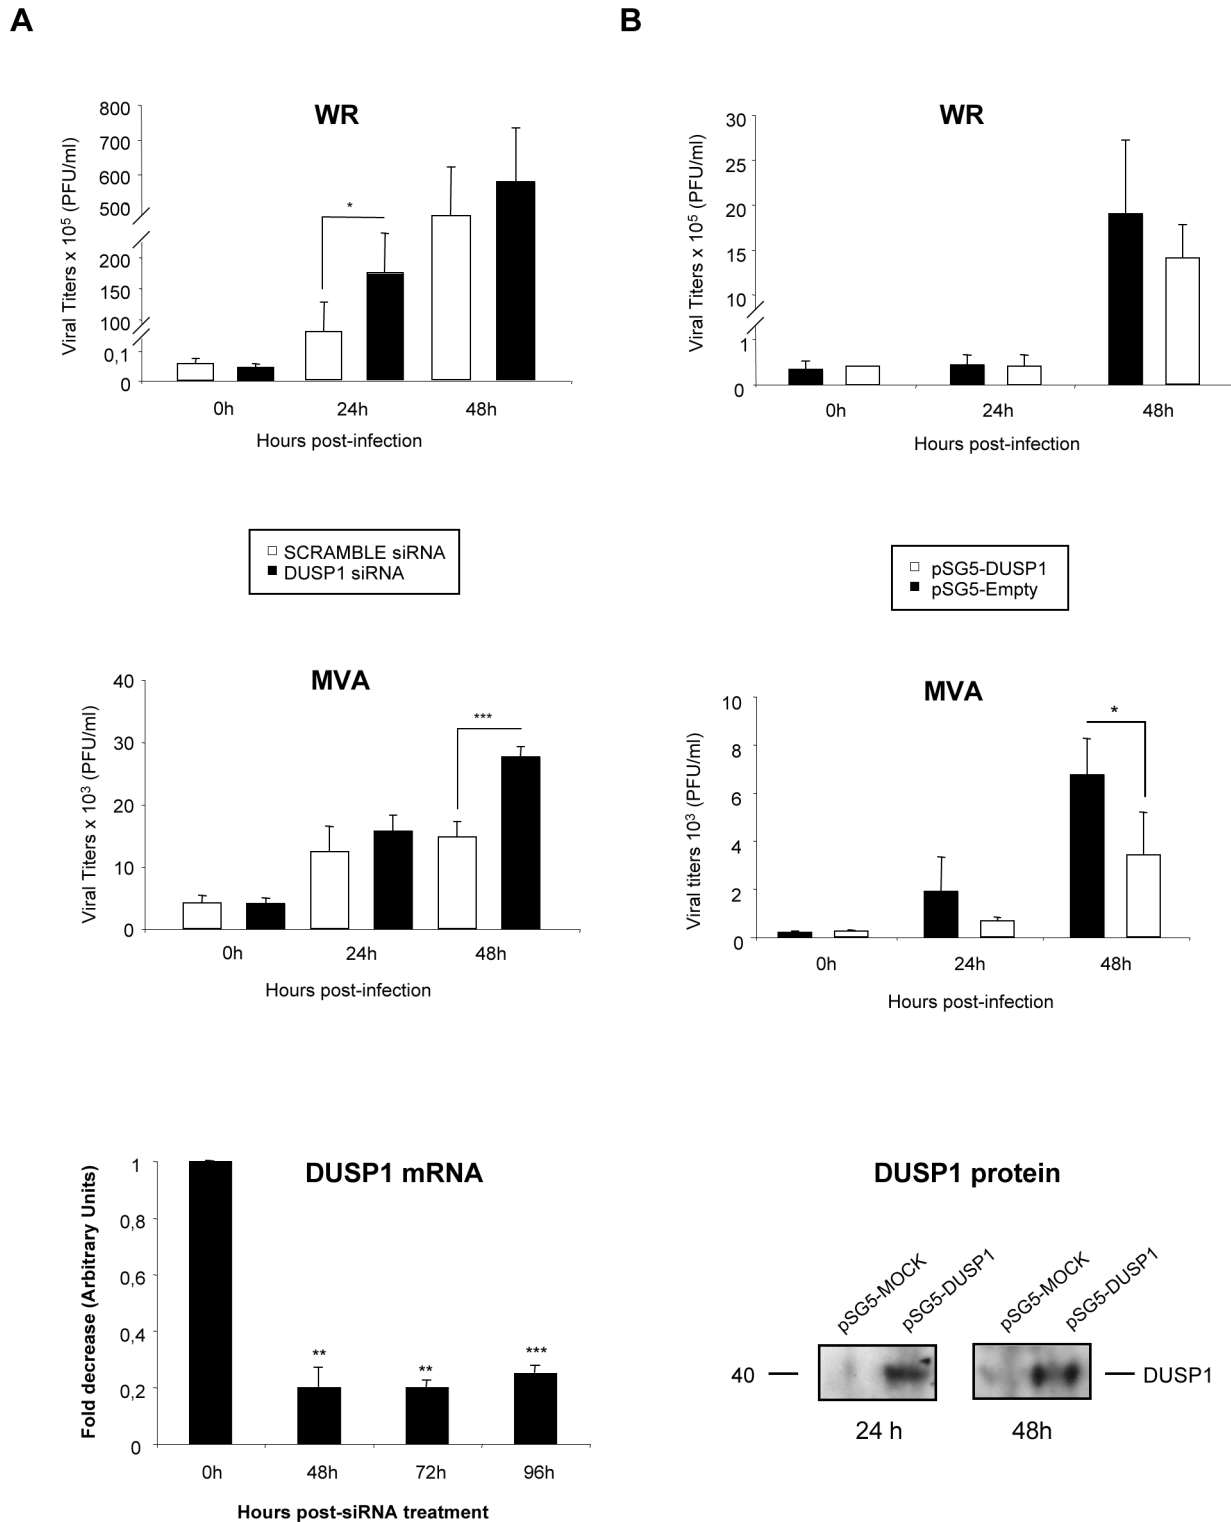 A
WR
Viral Titers x 10⁵ (PFU/ml)
800
700
600
500
200
150
100
0,1
0
*
0h
24h
48h
Hours post-infection
SCRAMBLE siRNA
DUSP1 siRNA
MVA
Viral Titers x 10³ (PFU/ml)
40
30
20
10
0
***
0h
24h
48h
Hours post-infection
DUSP1 mRNA
Fold decrease (Arbitrary Units)
1
0,8
0,6
0,4
0,2
0
**
**
***
0h
48h
72h
96h
Hours post-siRNA treatment
B
WR
Viral Titers x 10⁵ (PFU/ml)
30
25
20
15
10
1
0
0h
24h
48h
Hours post-infection
pSG5-DUSP1
pSG5-Empty
MVA
Viral titers 10³ (PFU/ml)
10
8
6
4
2
0
*
0h
24h
48h
Hours post-infection
DUSP1 protein
pSG5-MOCK
pSG5-DUSP1
pSG5-MOCK
pSG5-DUSP1
40
DUSP1
24 h
48h